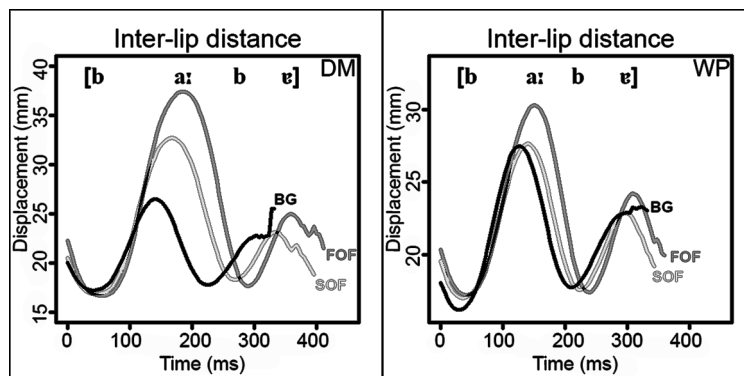 Inter-lip distance
[b aː b ɐ] DM
Displacement (mm)
40
35
30
25
20
15
BG
FOF
SOF
0 100 200 300 400
Time (ms)
Inter-lip distance
[b aː b ɐ] WP
Displacement (mm)
30
25
20
BG
FOF
SOF
0 100 200 300 400
Time (ms)